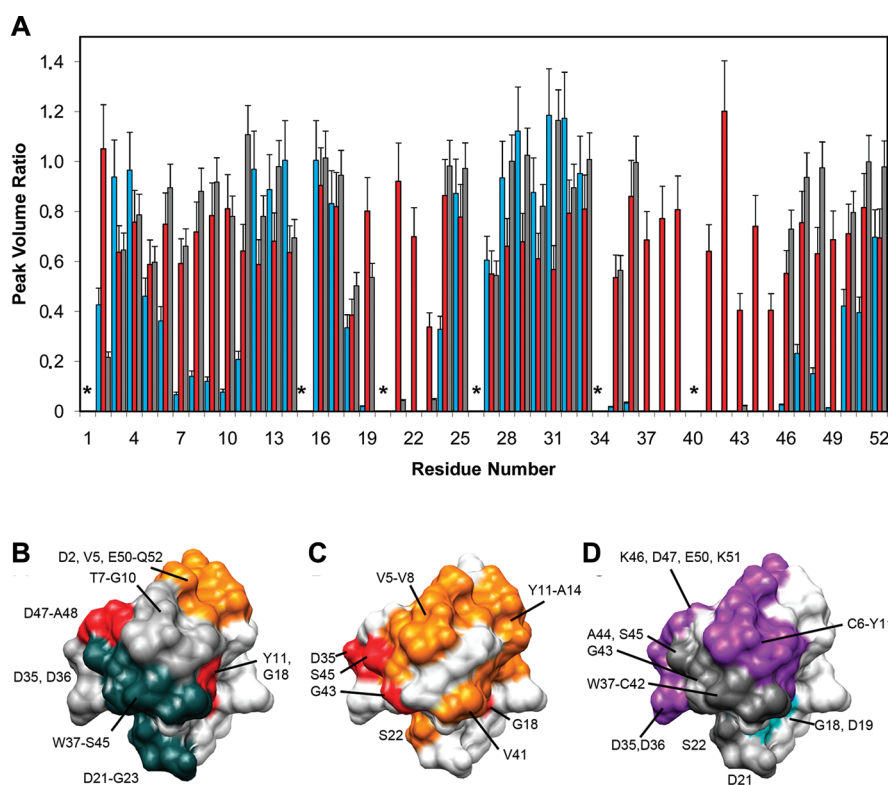 A
Peak Volume Ratio
1.4
1.2
1.0
0.8
0.6
0.4
0.2
0
* * * * * *
1 4 7 10 13 16 19 22 25 28 31 34 37 40 43 46 49 52
Residue Number
B
D2, V5, E50-Q52
T7-G10
D47-A48
D35, D36
Y11,
G18
W37-S45
D21-G23
C
V5-V8
Y11-A14
D35
S45
G43
G18
S22
V41
D
K46, D47, E50, K51
A44, S45
G43
C6-Y11
W37-C42
G18, D19
D35,D36
S22
D21